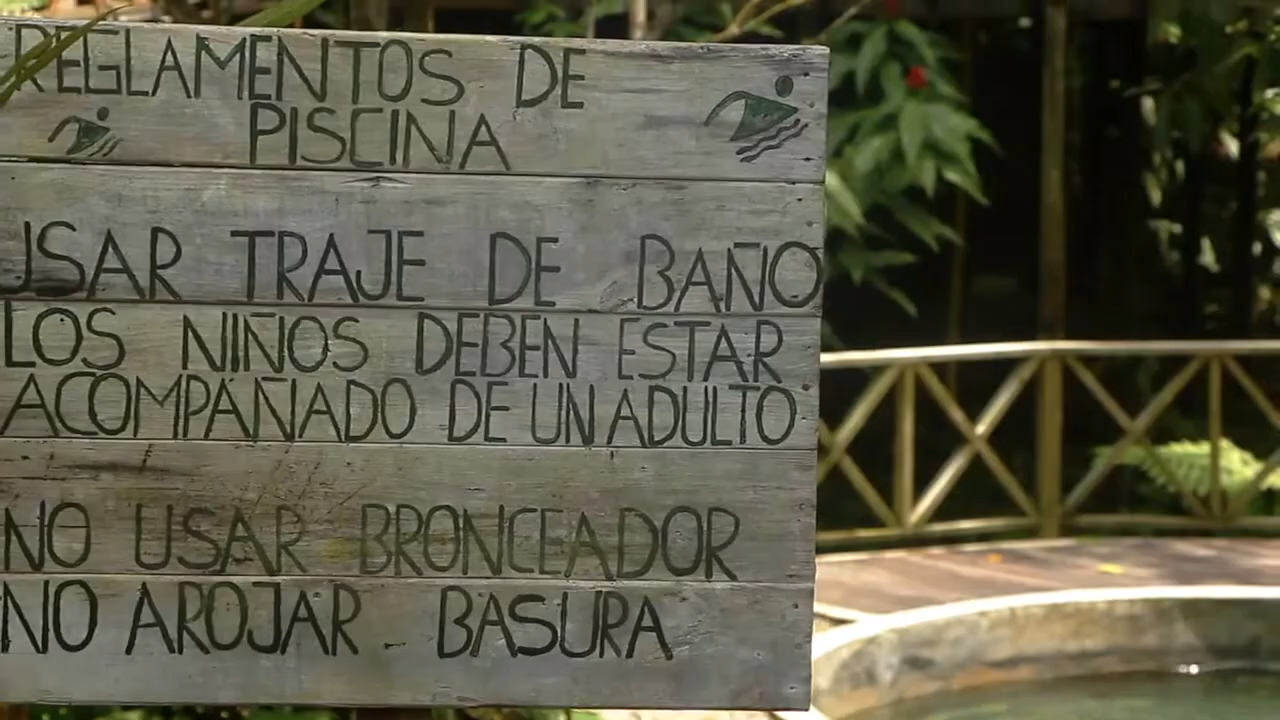 REGLAMENTOS DE
PISCINA
USAR TRAJE DE BAÑO
LOS NIÑOS DEBEN ESTAR
ACOMPAÑADO DE UN ADULTO
NO USAR BRONCEADOR
NO AROJAR BASURA